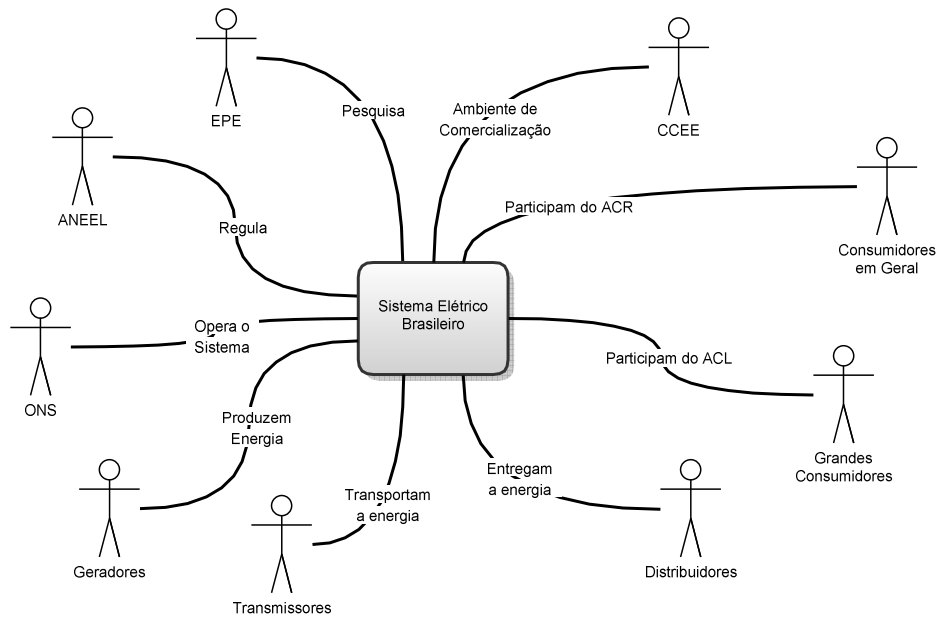 EPE
CCEE
Pesquisa
Ambiente de
Comercialização
ANEEL
Regula
Participam do ACR
Consumidores
em Geral
Sistema Elétrico
Brasileiro
Opera o
Sistema
ONS
Participam do ACL
Grandes
Consumidores
Produzem
Energia
Geradores
Transportam
a energia
Transmissores
Entregam
a energia
Distribuidores